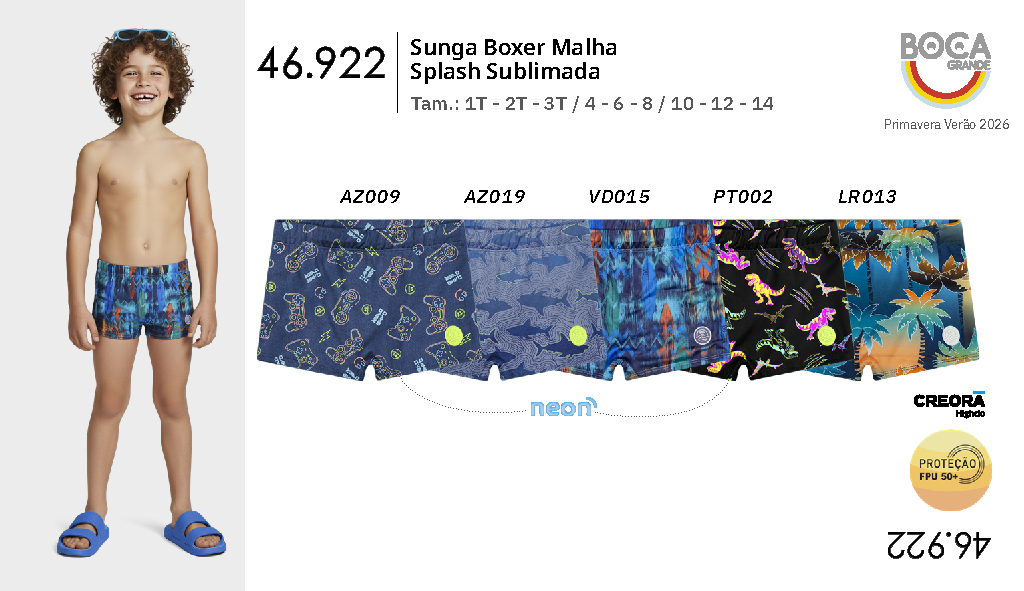 46.922
Sunga Boxer Malha
Splash Sublimada
Tam.: 1T - 2T - 3T / 4 - 6 - 8 / 10 - 12 - 14
BOCA
GRANDE
Primavera Verão 2026
AZ009
AZ019
VD015
PT002
LR013
neon
CREORA
Highclo
PROTEÇÃO
FPU 50+
46.922